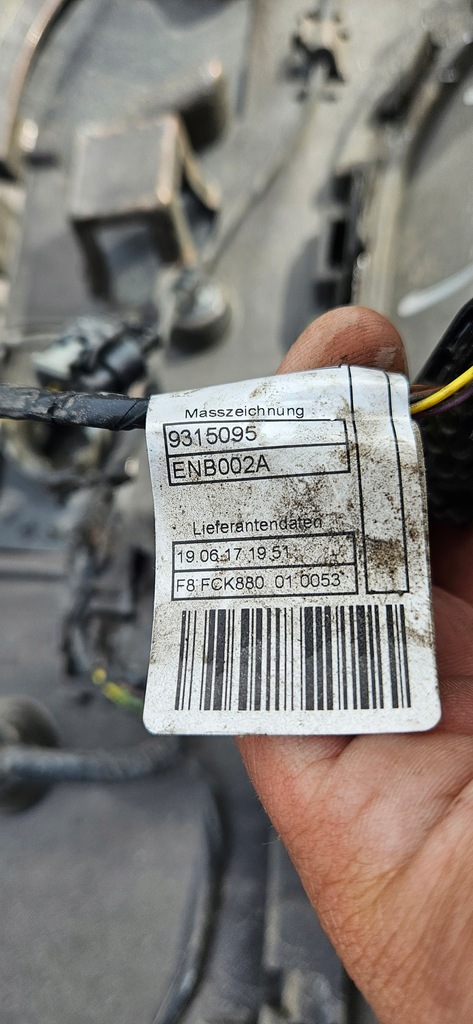 Masszeichnung
9315095
ENB002A
Lieferantendaten
19.06.17 19.51
F8 FCK880 01 0053